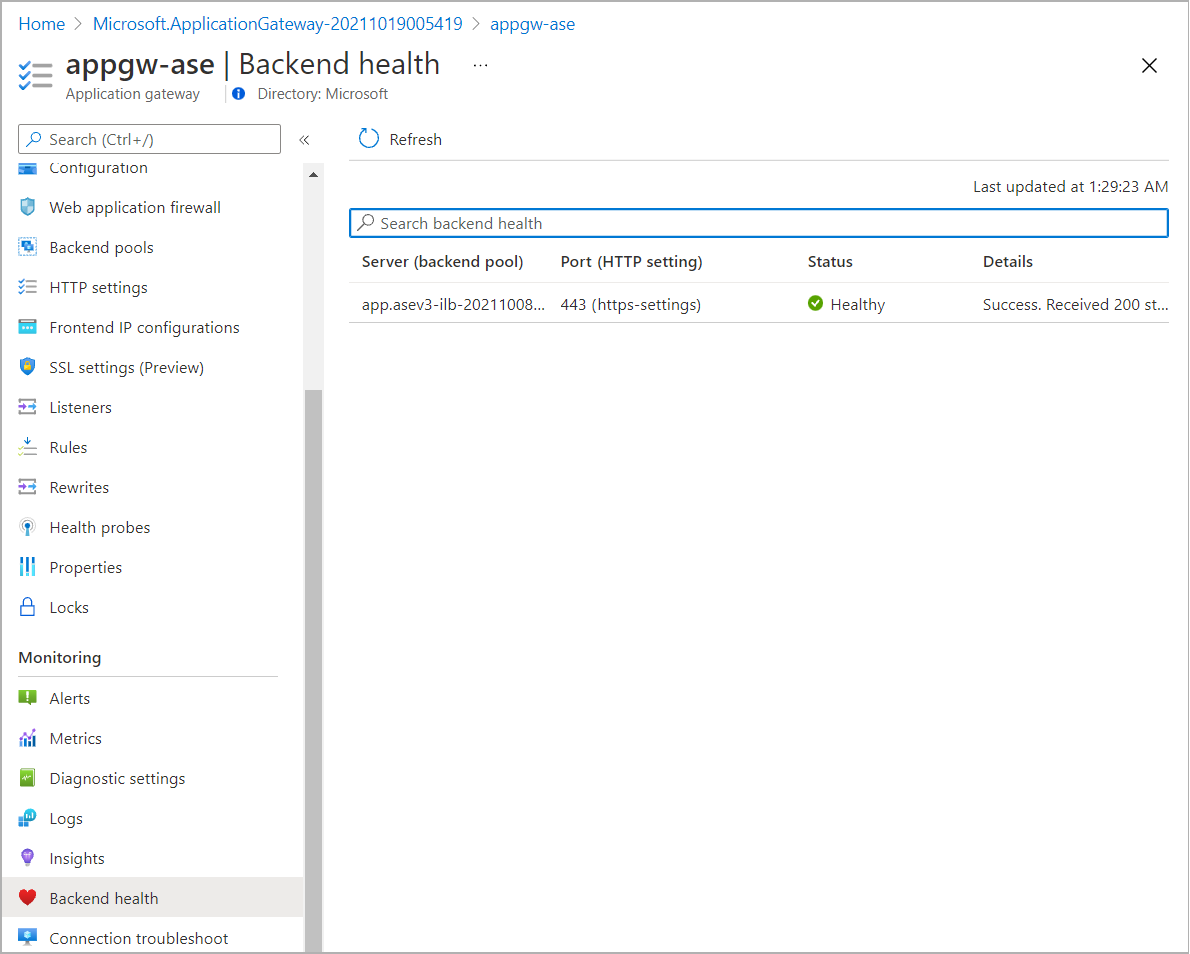 Home > Microsoft.ApplicationGateway-20211019005419 > appgw-ase
appgw-ase | Backend health ...
Application gateway
Directory: Microsoft
Search (Ctrl+/)
«
Configuration
Web application firewall
Backend pools
HTTP settings
Frontend IP configurations
SSL settings (Preview)
Listeners
Rules
Rewrites
Health probes
Properties
Locks
Monitoring
Alerts
Metrics
Diagnostic settings
Logs
Insights
Backend health
Connection troubleshoot
Refresh
Last updated at 1:29:23 AM
Search backend health
Server (backend pool) Port (HTTP setting) Status Details
app.asev3-ilb-20211008... 443 (https-settings) Healthy Success. Received 200 st...